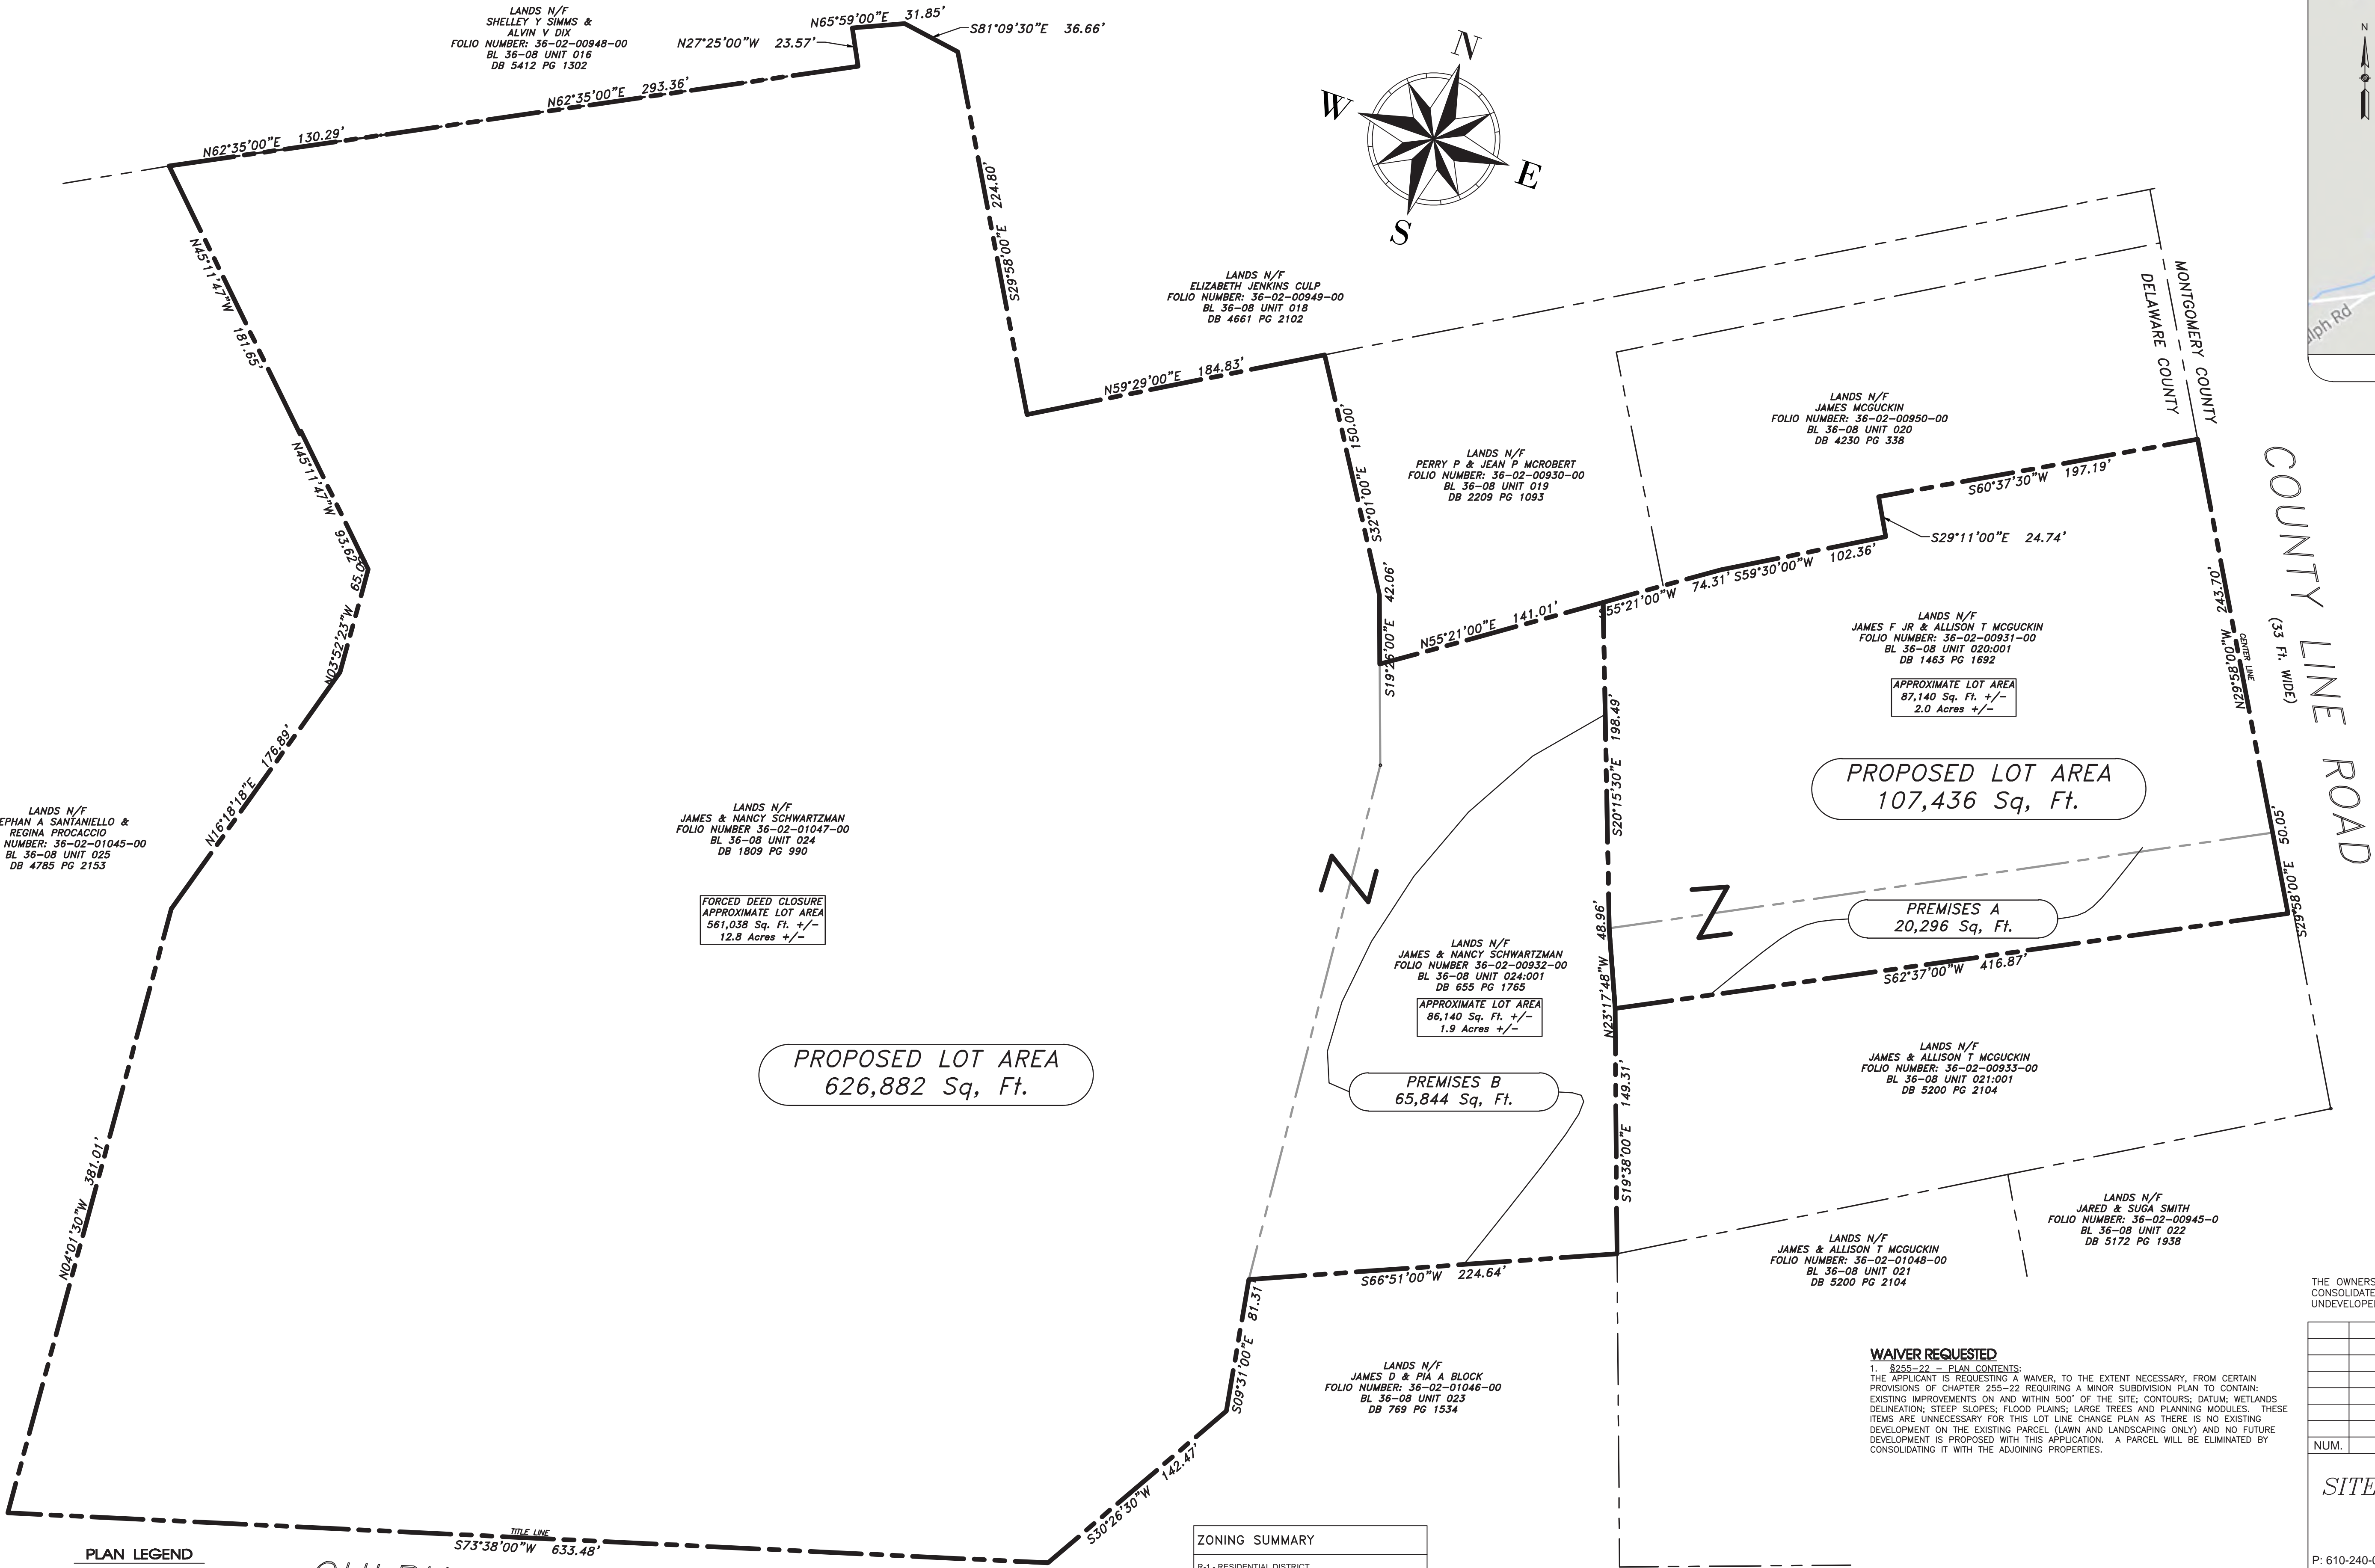 LANDS N/F
SHELLEY Y SIMMS &
ALVIN V DIX
FOLIO NUMBER: 36-02-00948-00
BL 36-08 UNIT 016
DB 5412 PG 1302
N65°59'00"E 31.85'
S81°09'30"E 36.66'
N27°25'00"W 23.57'
N62°35'00"E 293.36'
N62°35'00"E 130.29'
N
W
E
S
N
S29°58'00"E 224.80'
N45°11'47"W 181.65'
LANDS N/F
ELIZABETH JENKINS CULP
FOLIO NUMBER: 36-02-00949-00
BL 36-08 UNIT 018
DB 4661 PG 2102
MONTGOMERY COUNTY
DELAWARE COUNTY
lph Rd
N59°29'00"E 184.83'
S32°01'00"E 150.00'
LANDS N/F
JAMES MCGUCKIN
FOLIO NUMBER: 36-02-00950-00
BL 36-08 UNIT 020
DB 4230 PG 338
LANDS N/F
PERRY P & JEAN P MCROBERT
FOLIO NUMBER: 36-02-00930-00
BL 36-08 UNIT 019
DB 2209 PG 1093
S60°37'30"W 197.19'
S29°11'00"E 24.74'
COUNTY LINE ROAD
(33 Ft. WIDE)
N45°11'47"W 93.62'
N03°52'23"W 65.0
S19°26'00"E 42.06'
N55°21'00"E 141.01'
S55°21'00"W 74.31'
S59°30'00"W 102.36'
N29°58'00"W 243.70'
CENTER LINE
LANDS N/F
JAMES F JR & ALLISON T MCGUCKIN
FOLIO NUMBER: 36-02-00931-00
BL 36-08 UNIT 020:001
DB 1463 PG 1692
APPROXIMATE LOT AREA
87,140 Sq. Ft. +/-
2.0 Acres +/-
PROPOSED LOT AREA
107,436 Sq, Ft.
S20°15'30"E 198.49'
N16°18'18"E 176.89'
LANDS N/F
EPHAN A SANTANIELLO &
REGINA PROCACCIO
NUMBER: 36-02-01045-00
BL 36-08 UNIT 025
DB 4785 PG 2153
LANDS N/F
JAMES & NANCY SCHWARTZMAN
FOLIO NUMBER 36-02-01047-00
BL 36-08 UNIT 024
DB 1809 PG 990
FORCED DEED CLOSURE
APPROXIMATE LOT AREA
561,038 Sq. Ft. +/-
12.8 Acres +/-
S29°58'00"E 50.05'
PREMISES A
20,296 Sq, Ft.
N23°17'48"W 48.96'
S62°37'00"W 416.87'
LANDS N/F
JAMES & NANCY SCHWARTZMAN
FOLIO NUMBER 36-02-00932-00
BL 36-08 UNIT 024:001
DB 655 PG 1765
APPROXIMATE LOT AREA
86,140 Sq. Ft. +/-
1.9 Acres +/-
PROPOSED LOT AREA
626,882 Sq, Ft.
PREMISES B
65,844 Sq, Ft.
LANDS N/F
JAMES & ALLISON T MCGUCKIN
FOLIO NUMBER: 36-02-00933-00
BL 36-08 UNIT 021:001
DB 5200 PG 2104
S19°38'00"E 149.31'
N04°01'30"W 381.01'
S66°51'00"W 224.64'
S09°31'00"E 81.31'
LANDS N/F
JARED & SUGA SMITH
FOLIO NUMBER: 36-02-00945-0
BL 36-08 UNIT 022
DB 5172 PG 1938
LANDS N/F
JAMES & ALLISON T MCGUCKIN
FOLIO NUMBER: 36-02-01048-00
BL 36-08 UNIT 021
DB 5200 PG 2104
THE OWNERS
CONSOLIDATE
UNDEVELOPE
LANDS N/F
JAMES D & PIA A BLOCK
FOLIO NUMBER: 36-02-01046-00
BL 36-08 UNIT 023
DB 769 PG 1534
WAIVER REQUESTED
1. §255-22 - PLAN CONTENTS:
THE APPLICANT IS REQUESTING A WAIVER, TO THE EXTENT NECESSARY, FROM CERTAIN
PROVISIONS OF CHAPTER 255-22 REQUIRING A MINOR SUBDIVISION PLAN TO CONTAIN:
EXISTING IMPROVEMENTS ON AND WITHIN 500' OF THE SITE; CONTOURS; DATUM; WETLANDS
DELINEATION; STEEP SLOPES; FLOOD PLAINS; LARGE TREES AND PLANNING MODULES. THESE
ITEMS ARE UNNECESSARY FOR THIS LOT LINE CHANGE PLAN AS THERE IS NO EXISTING
DEVELOPMENT ON THE EXISTING PARCEL (LAWN AND LANDSCAPING ONLY) AND NO FUTURE
DEVELOPMENT IS PROPOSED WITH THIS APPLICATION. A PARCEL WILL BE ELIMINATED BY
CONSOLIDATING IT WITH THE ADJOINING PROPERTIES.
NUM.
SITE
P: 610-240-
S30°26'30"W 142.47'
TITLE LINE
S73°38'00"W 633.48'
PLAN LEGEND
ZONING SUMMARY
R-1 - RESIDENTIAL DISTRICT